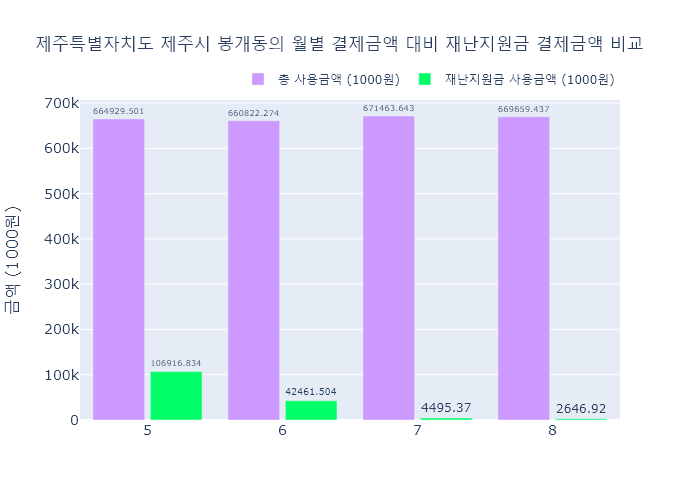 제주특별자치도 제주시 봉개동의 월별 결제금액 대비 재난지원금 결제금액 비교
총 사용금액 (1000원) 재난지원금 사용금액 (1000원)
금액 (1000원)
700k
600k
500k
400k
300k
200k
100k
0
664929.501 660822.274 671463.643 669659.437
106916.834 42461.504 4495.37 2646.92
5 6 7 8